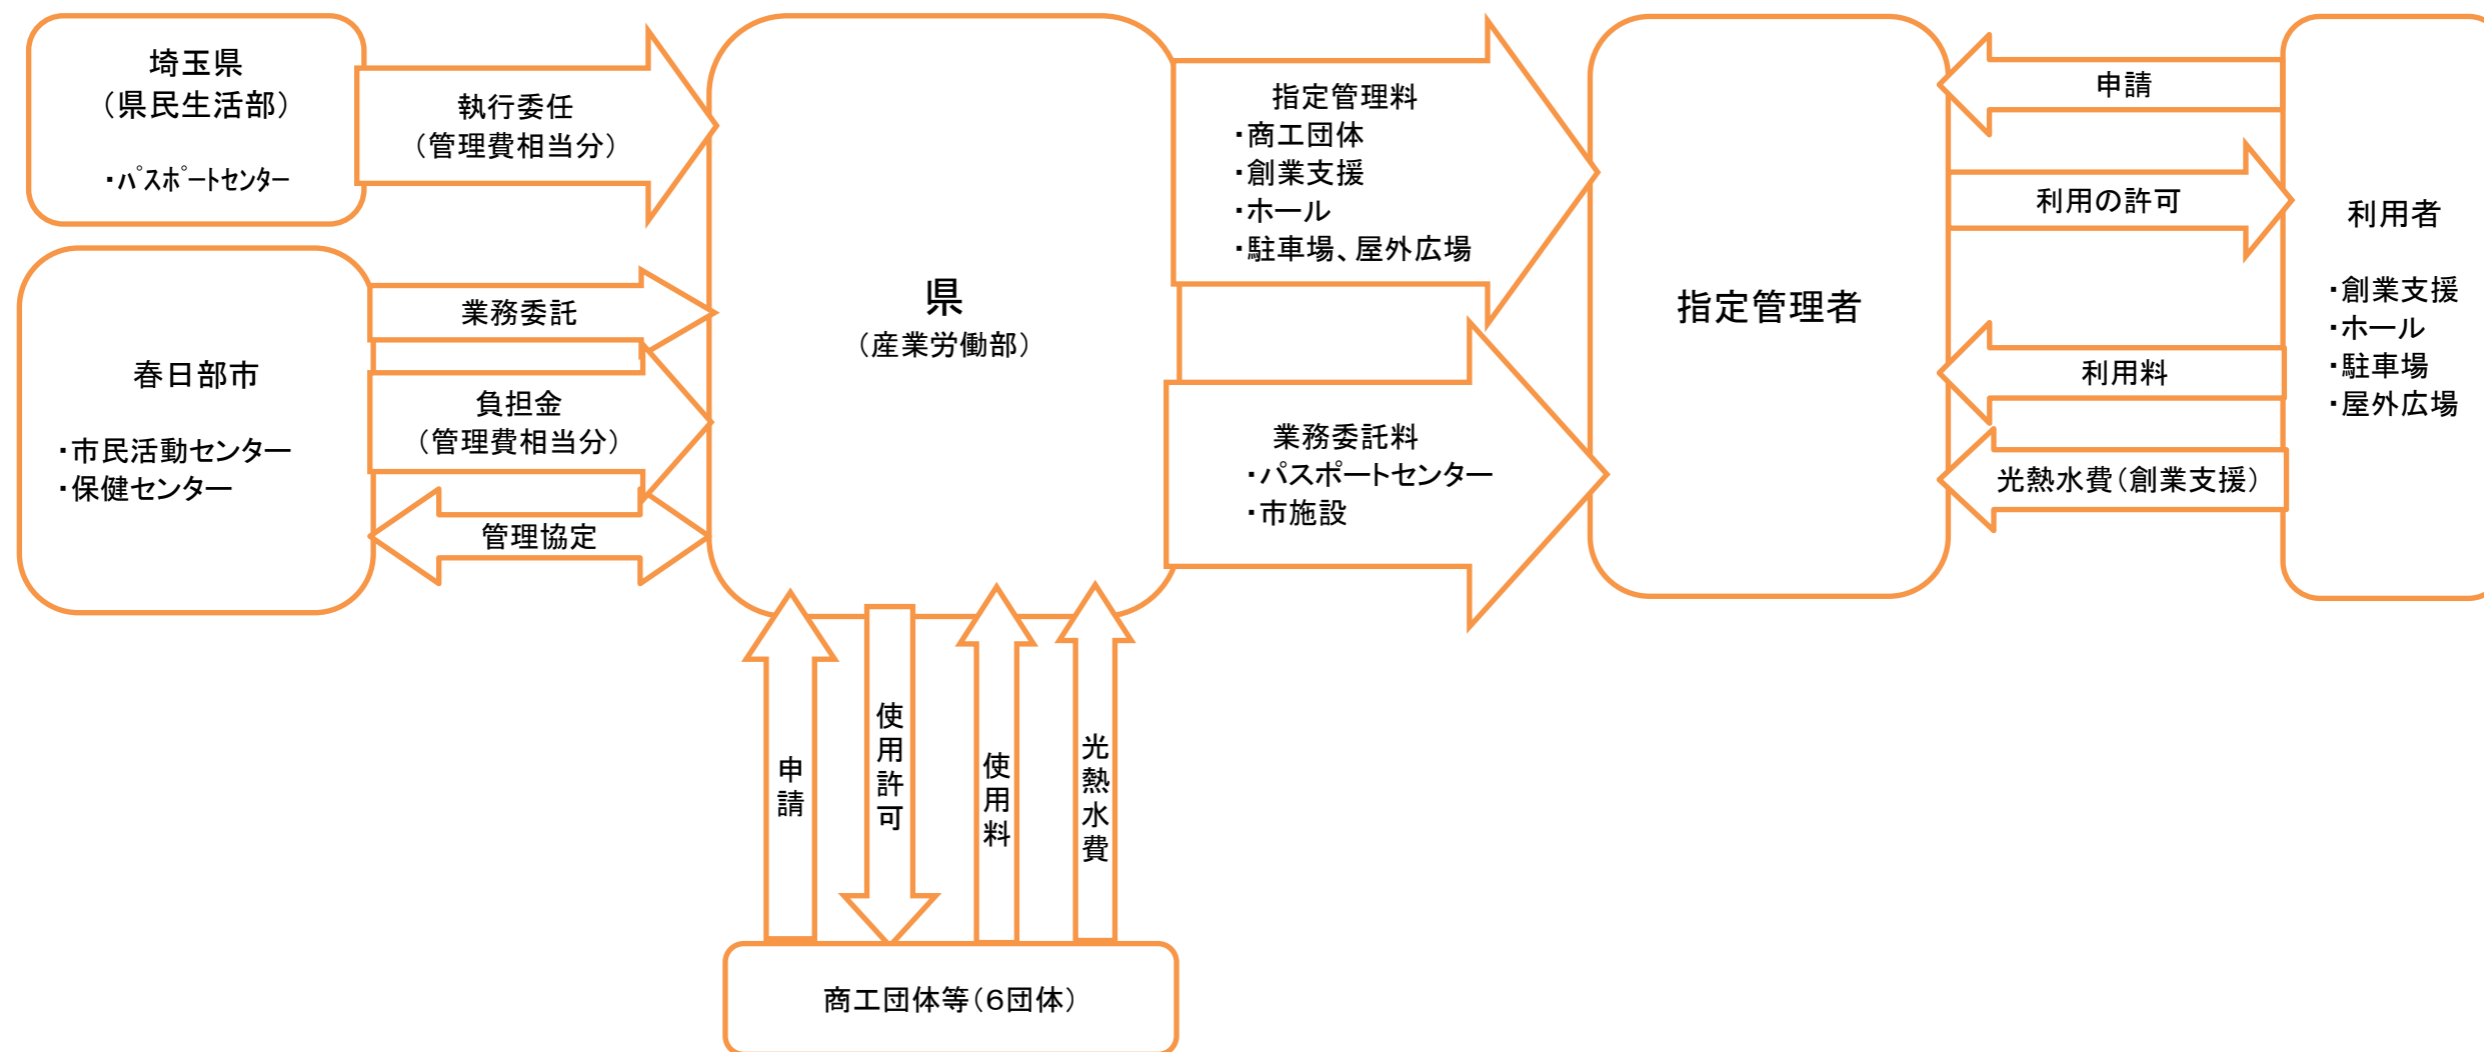 埼玉県
（県民生活部）
・パスポートセンター
執行委任
（管理費相当分）
春日部市
・市民活動センター
・保健センター
業務委託
負担金
（管理費相当分）
管理協定
県
（産業労働部）
指定管理料
・商工団体
・創業支援
・ホール
・駐車場、屋外広場
業務委託料
・パスポートセンター
・市施設
指定管理者
申請
利用の許可
利用料
光熱水費（創業支援）
利用者
・創業支援
・ホール
・駐車場
・屋外広場
申請
使用許可
使用料
光熱水費
商工団体等（6団体）